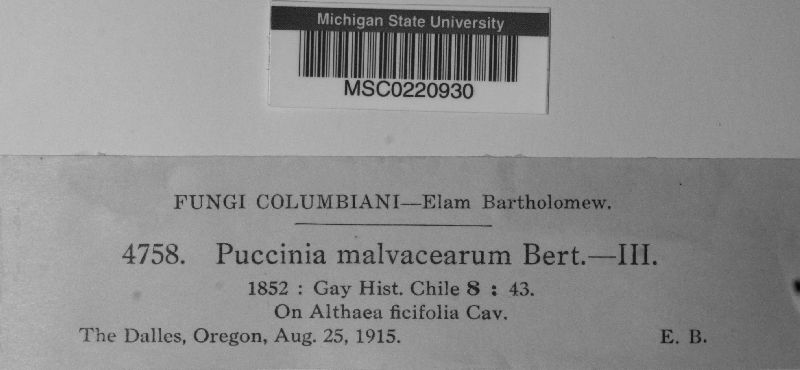 Michigan State University
MSC0220930
FUNGI COLUMBIANI—Elam Bartholomew.
4758. Puccinia malvacearum Bert.—III.
1852 : Gay Hist. Chile 8 : 43.
On Althaea ficifolia Cav.
The Dalles, Oregon, Aug. 25, 1915. E. B.